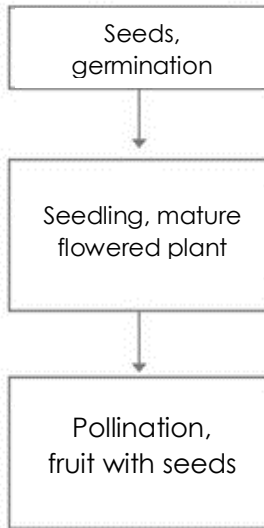 Seeds,
germination
Seedling, mature
flowered plant
Pollination,
fruit with seeds